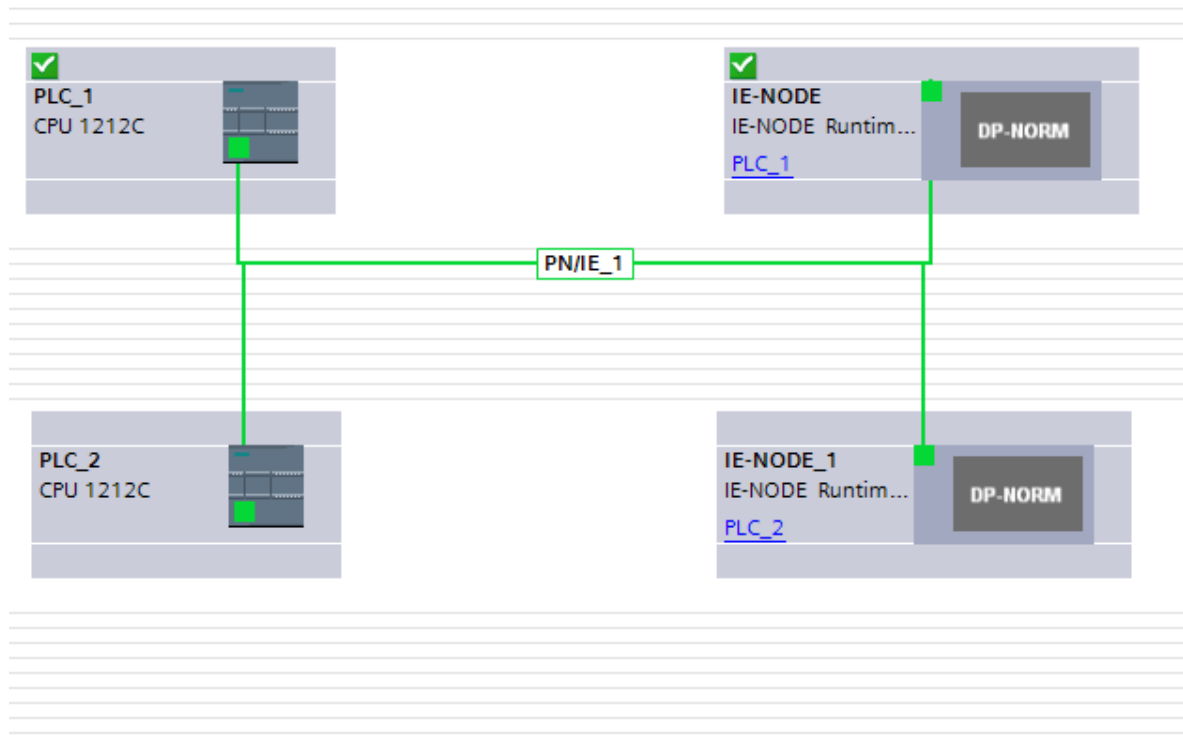 PLC_1
CPU 1212C
IE-NODE
IE-NODE Runtim...
PLC_1
DP-NORM
PN/IE_1
PLC_2
CPU 1212C
IE-NODE_1
IE-NODE Runtim...
PLC_2
DP-NORM